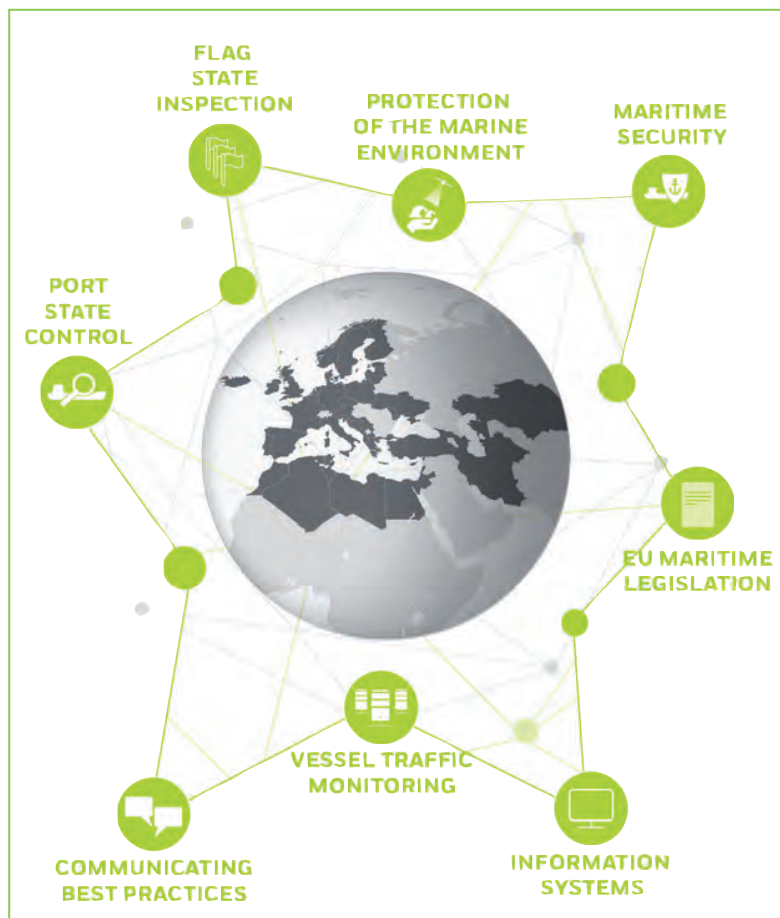 FLAG
STATE
INSPECTION
PROTECTION
OF THE MARINE
ENVIRONMENT
MARITIME
SECURITY
PORT
STATE
CONTROL
EU MARITIME
LEGISLATION
VESSEL TRAFFIC
MONITORING
COMMUNICATING
BEST PRACTICES
INFORMATION
SYSTEMS